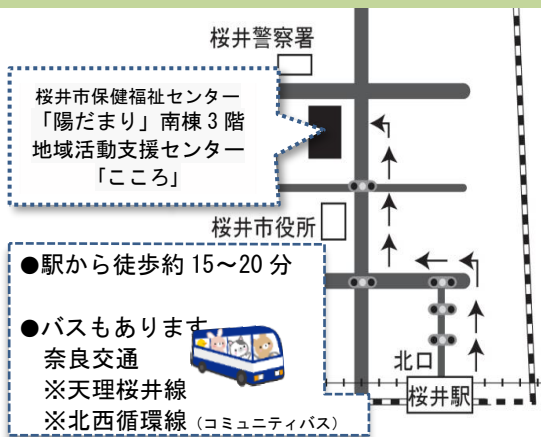 桜井警察署
桜井市保健福祉センター
「陽だまり」南棟3階
地域活動支援センター
「こころ」
桜井市役所
●駅から徒歩約15～20分
●バスもあります
奈良交通
※天理桜井線
※北西循環線（コミュニティバス）
北口
桜井駅